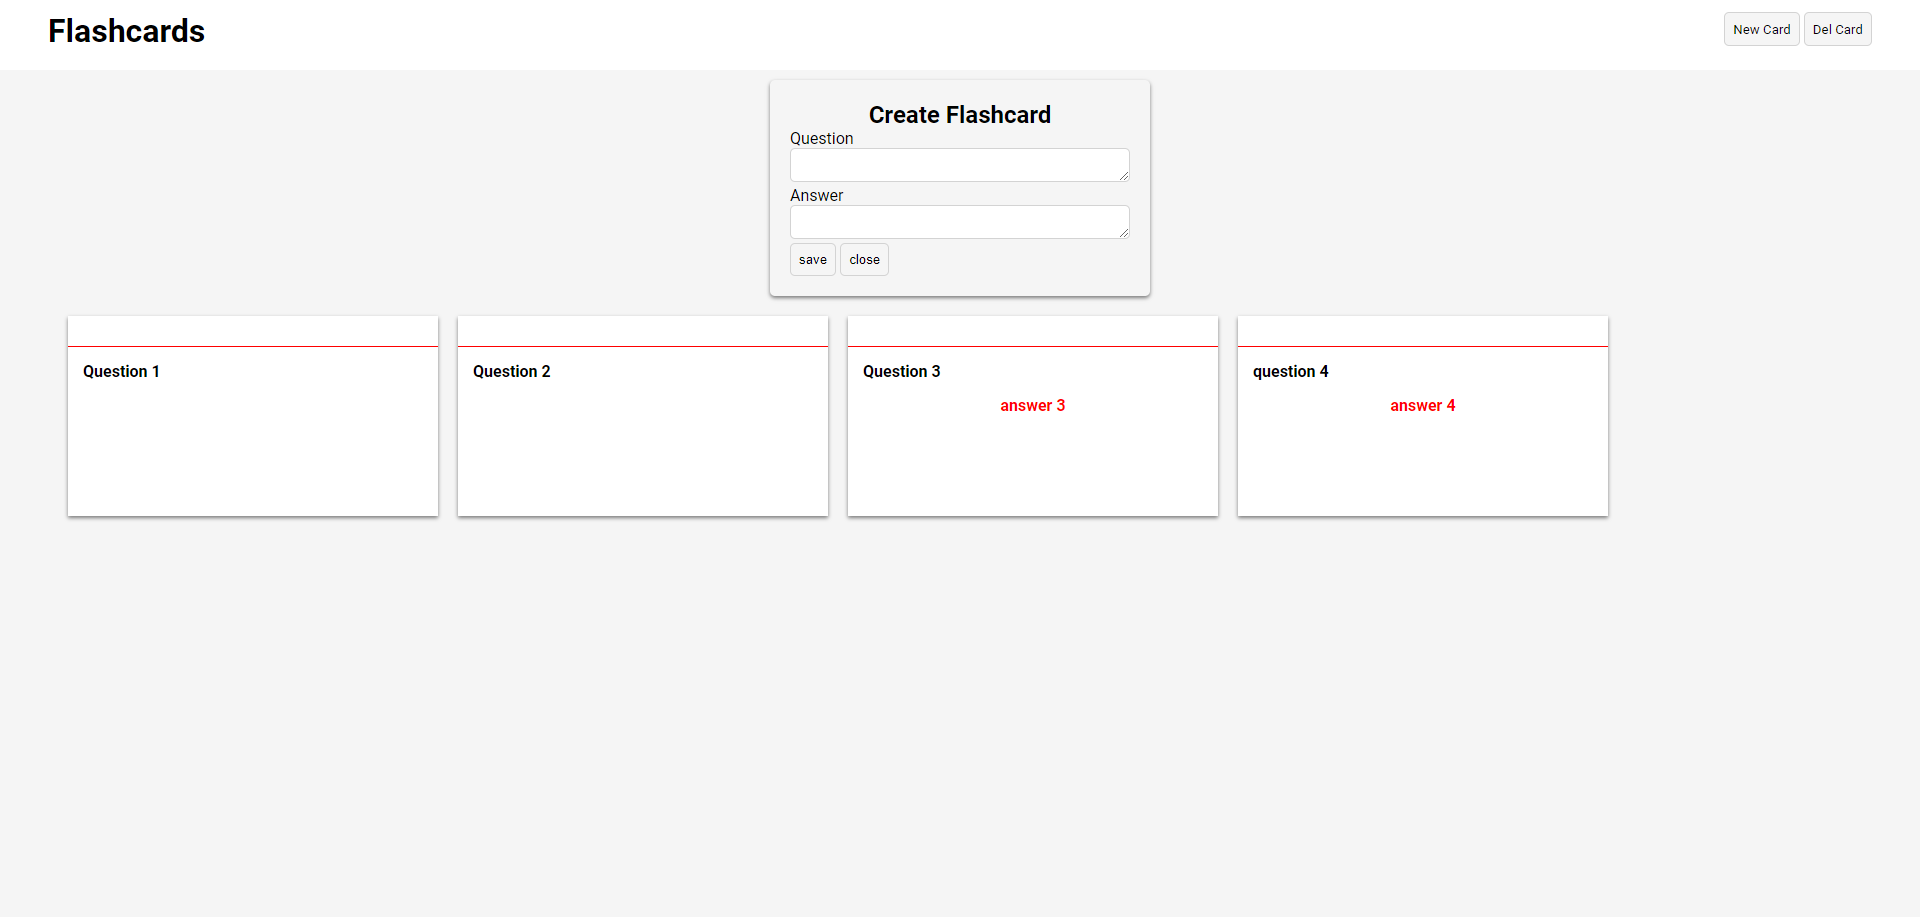 Flashcards
New Card Del Card
Create Flashcard
Question
Answer
save close
Question 1
Question 2
Question 3
answer 3
question 4
answer 4